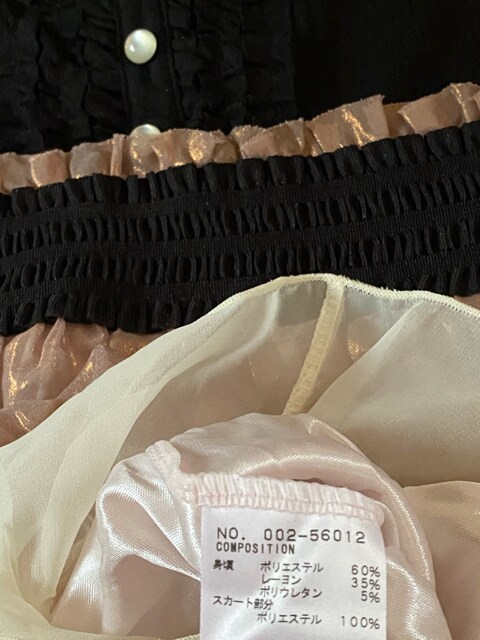 NO. 002-56012
COMPOSITION
身頃 ポリエステル 60%
レーヨン 35%
ポリウレタン 5%
スカート部分
ポリエステル 100%